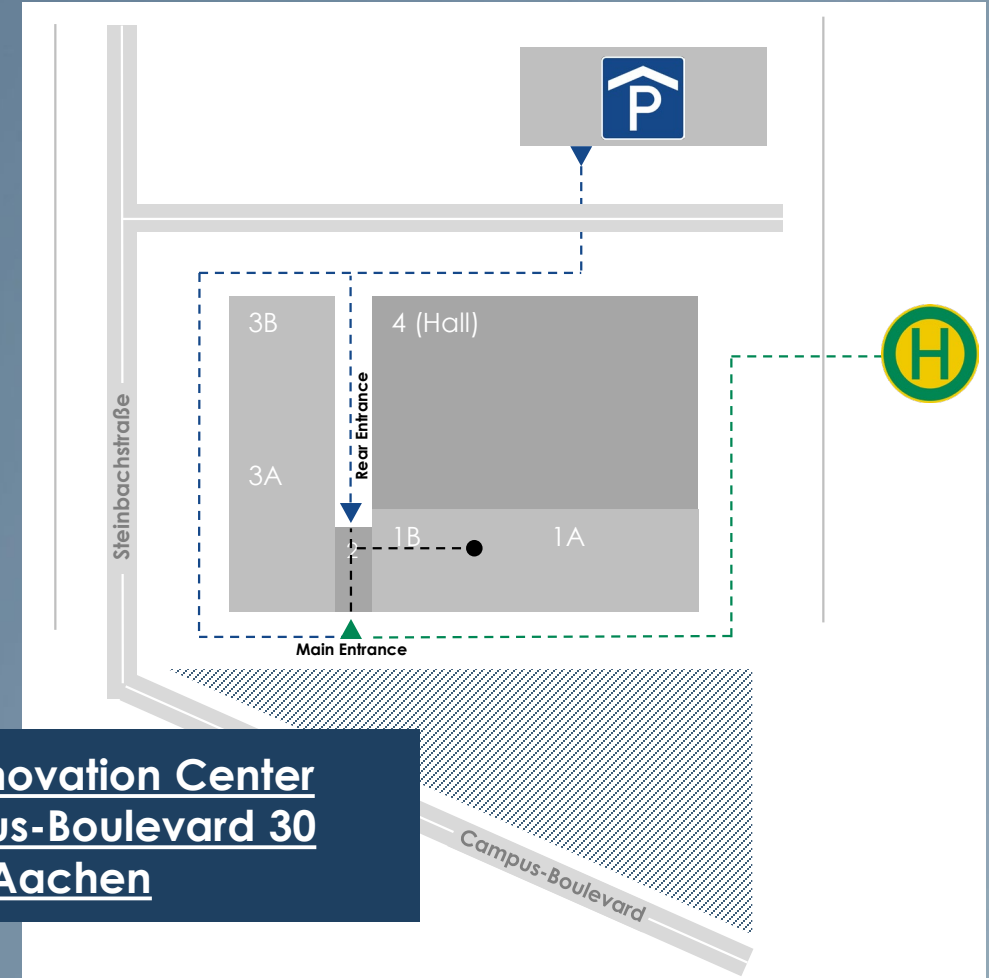 P
H
3B
4 (Hall)
Rear Entrance
3A
Steinbachstraße
1B
1A
2
Main Entrance
novation Center
us-Boulevard 30
Aachen
Campus-Boulevard